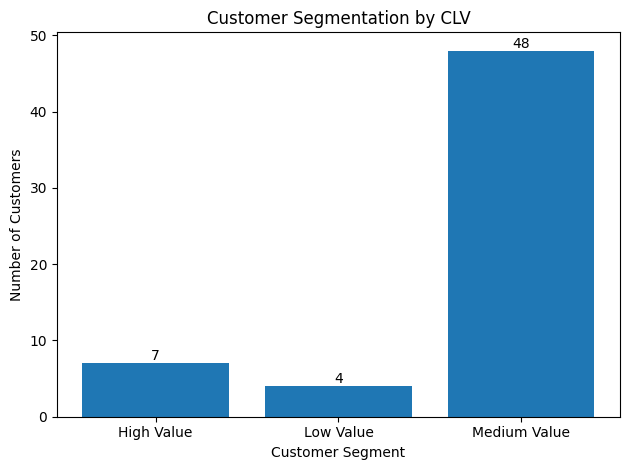 Customer Segmentation by CLV
50
40
30
20
10
0
Number of Customers
7
4
48
High Value
Low Value
Medium Value
Customer Segment